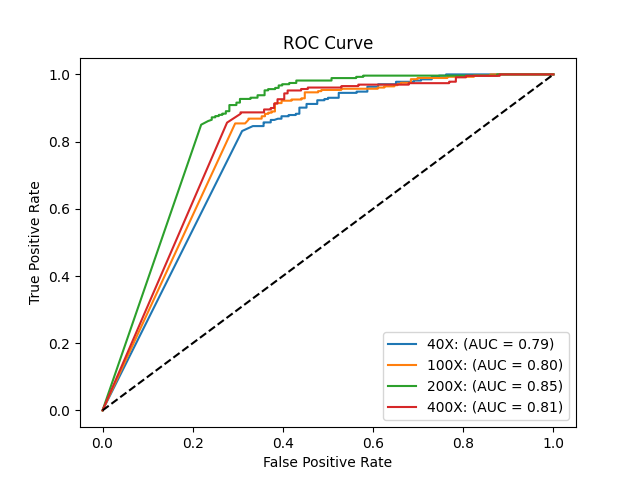 ROC Curve
1.0
0.8
0.6
0.4
0.2
0.0
True Positive Rate
40X: (AUC = 0.79)
100X: (AUC = 0.80)
200X: (AUC = 0.85)
400X: (AUC = 0.81)
0.0 0.2 0.4 0.6 0.8 1.0
False Positive Rate